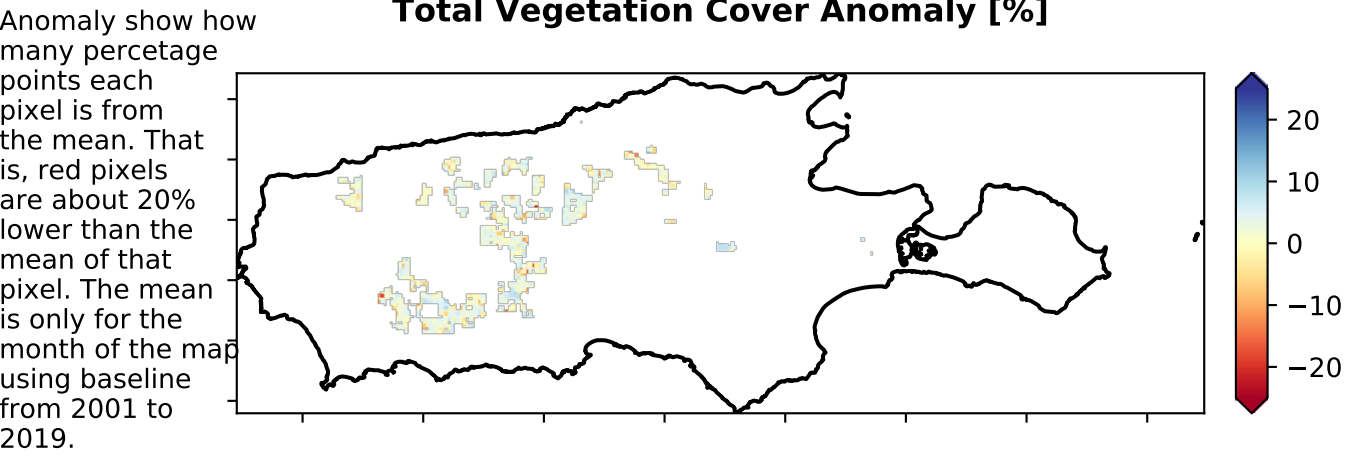 Total Vegetation Cover Anomaly [%]
Anomaly show how
many percetage
points each
pixel is from
the mean. That
is, red pixels
are about 20%
lower than the
mean of that
pixel. The mean
is only for the
month of the map
using baseline
from 2001 to
2019.
20
10
0
−10
−20